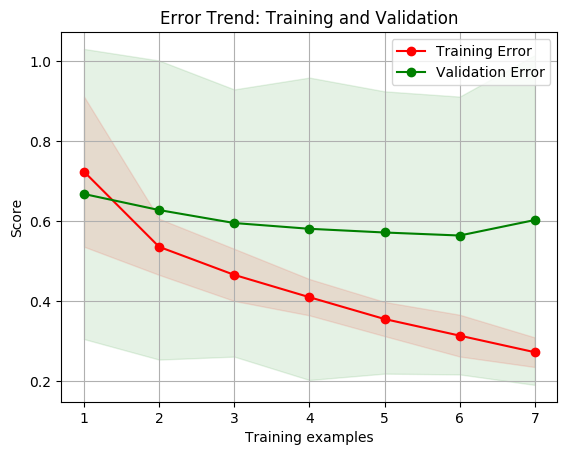 Error Trend: Training and Validation
Training Error
Validation Error
Score
1.0
0.8
0.6
0.4
0.2
1 2 3 4 5 6 7
Training examples